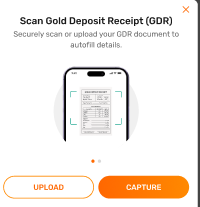 Scan Gold Deposit Receipt (GDR)
Securely scan or upload your GDR document to
autofill details.
UPLOAD
CAPTURE